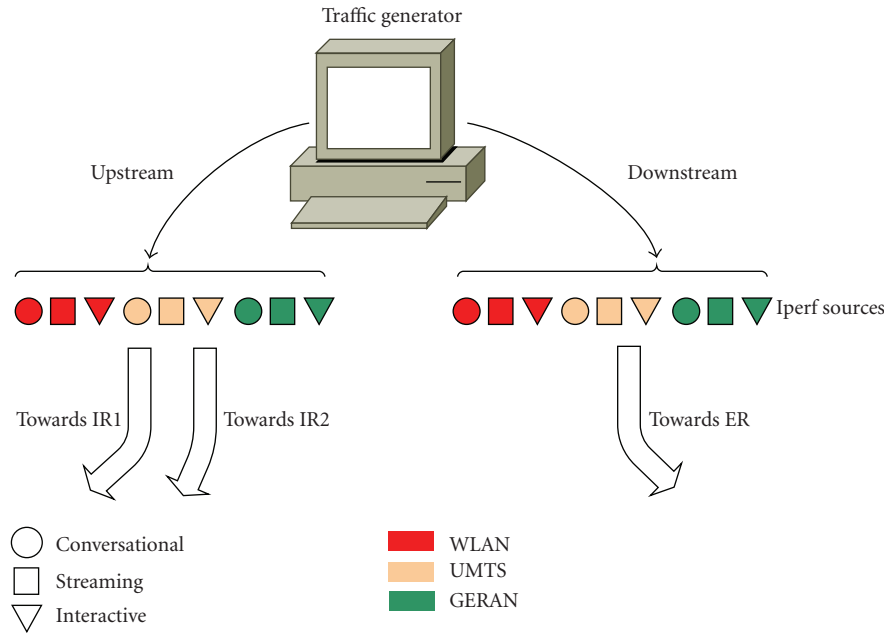 Traffic generator
Upstream
Downstream
Iperf sources
Towards IR1
Towards IR2
Towards ER
Conversational
Streaming
Interactive
WLAN
UMTS
GERAN